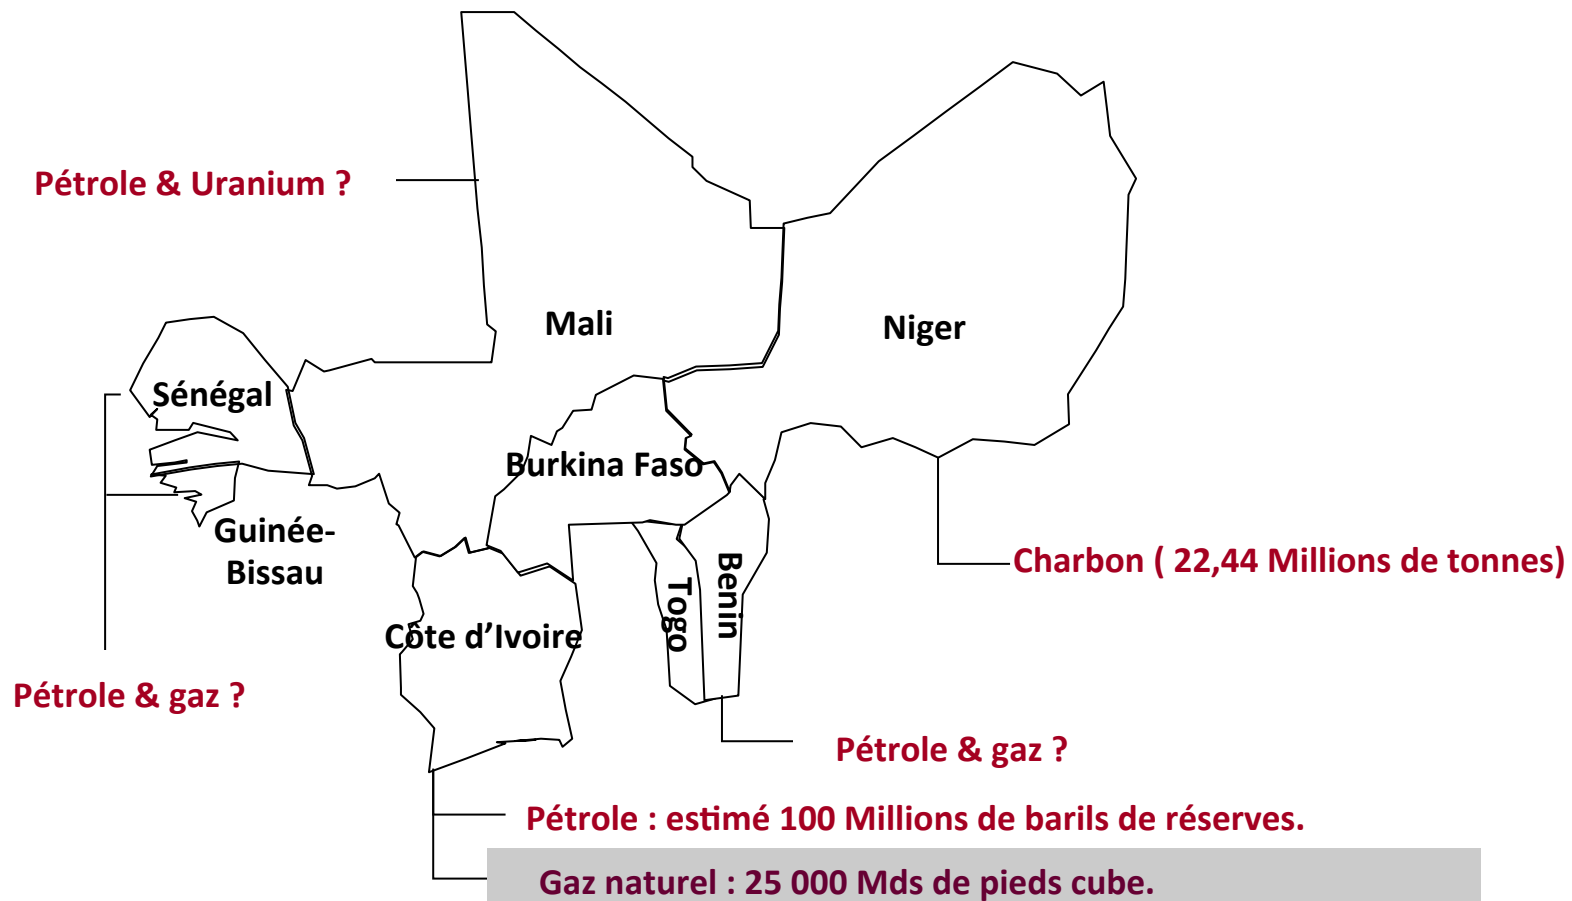 Pétrole & Uranium ?
Mali
Niger
Sénégal
Burkina Faso
Guinée-
Bissau
Benin
Togo
Charbon ( 22,44 Millions de tonnes)
Côte d’Ivoire
Pétrole & gaz ?
Pétrole & gaz ?
Pétrole : estimé 100 Millions de barils de réserves.
Gaz naturel : 25 000 Mds de pieds cube.